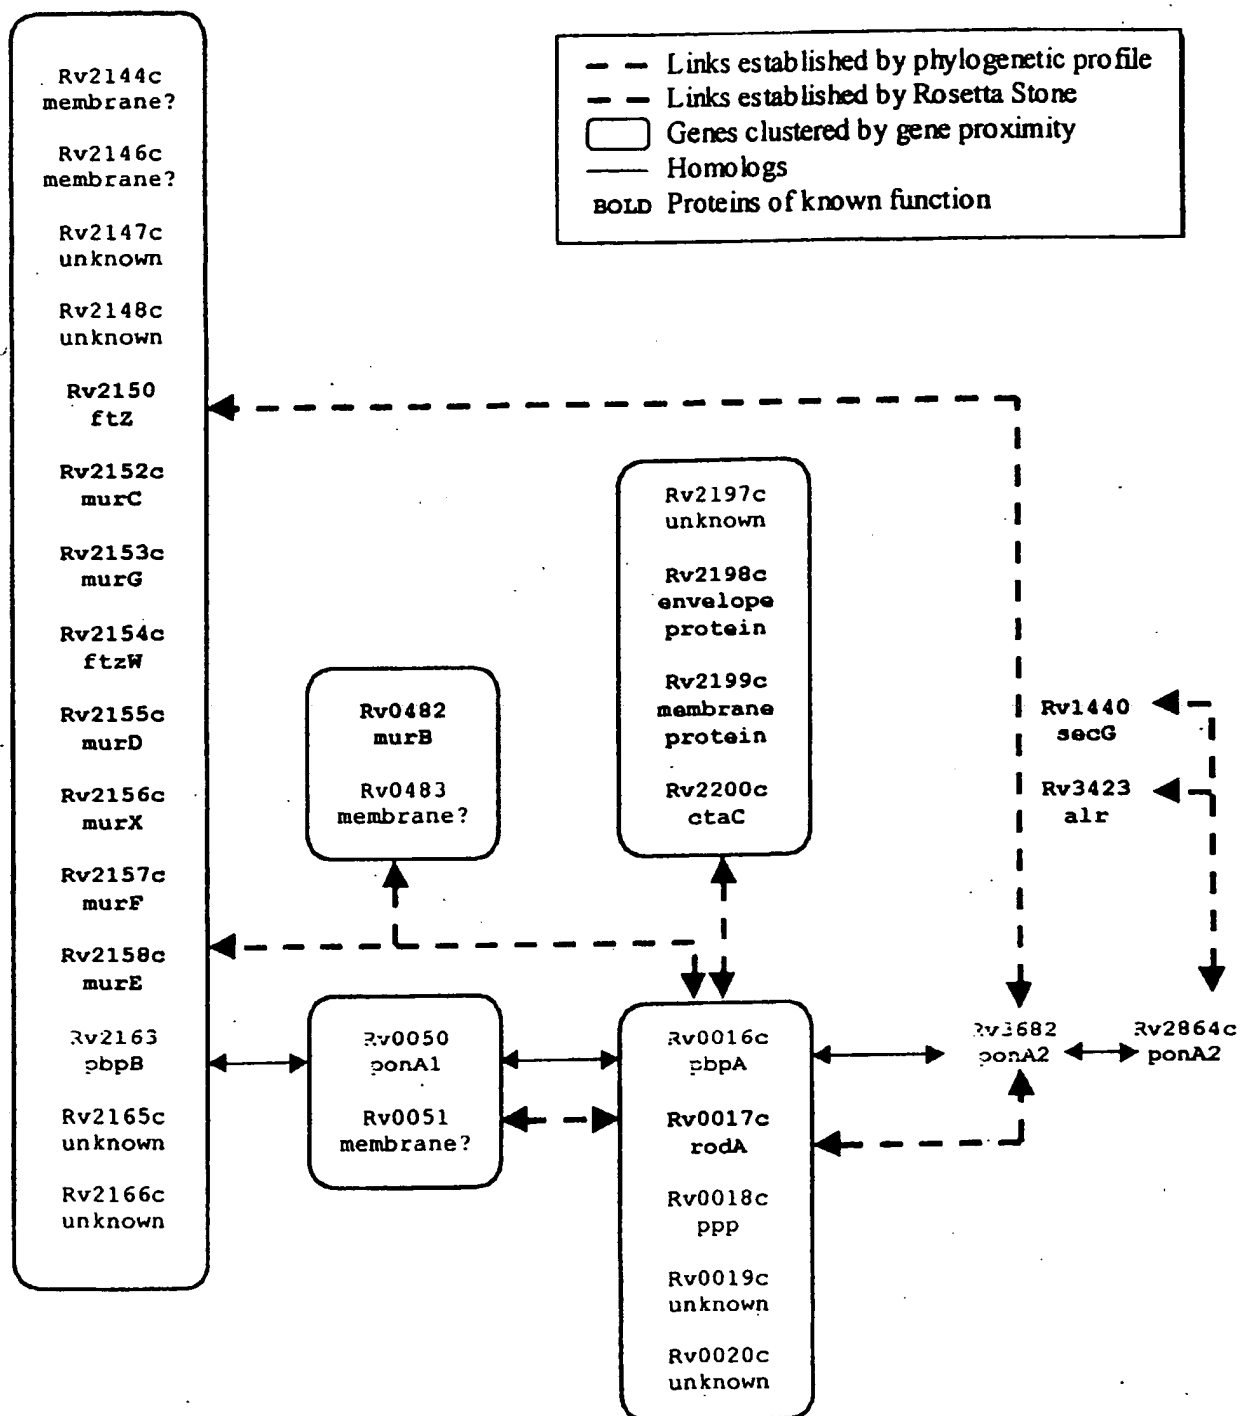 Links established by phylogenetic profile
Links established by Rosetta Stone
Genes clustered by gene proximity
Homologs
BOLD Proteins of known function
Rv2144c
membrane?
Rv2146c
membrane?
Rv2147c
unknown
Rv2148c
unknown
Rv2150
ftZ
Rv2152c
murC
Rv2153c
murG
Rv2154c
ftzW
Rv2155c
murD
Rv2156c
murX
Rv2157c
murF
Rv2158c
murE
Rv2163
pbpB
Rv2165c
unknown
Rv2166c
unknown
Rv0482
murB
Rv0483
membrane?
Rv0050
ponA1
Rv0051
membrane?
Rv2197c
unknown
Rv2198c
envelope
protein
Rv2199c
membrane
protein
Rv2200c
ctaC
Rv0016c
pbpA
Rv0017c
rodA
Rv0018c
ppp
Rv0019c
unknown
Rv0020c
unknown
Rv1440
secG
Rv3423
alr
Rv3682
ponA2
Rv2864c
ponA2